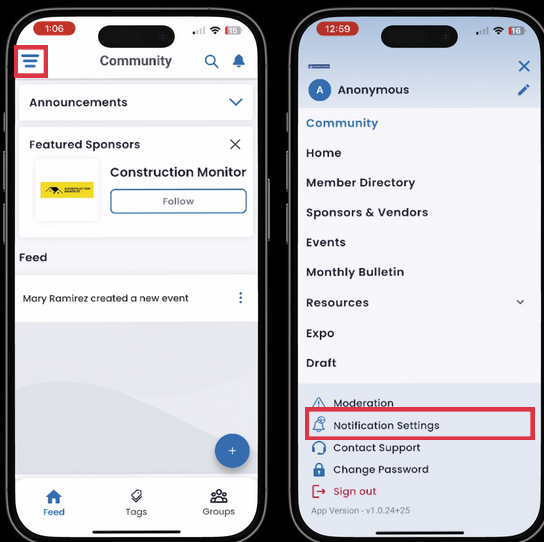 1:06
15
Community
Announcements
Featured Sponsors
CONSTRUCTION
MONITOR
Construction Monitor
Follow
Feed
Mary Ramirez created a new event
Feed
Tags
Groups
12:59
16
A Anonymous
Community
Home
Member Directory
Sponsors & Vendors
Events
Monthly Bulletin
Resources
Expo
Draft
Moderation
Notification Settings
Contact Support
Change Password
Sign out
App Version - v1.0.24+25